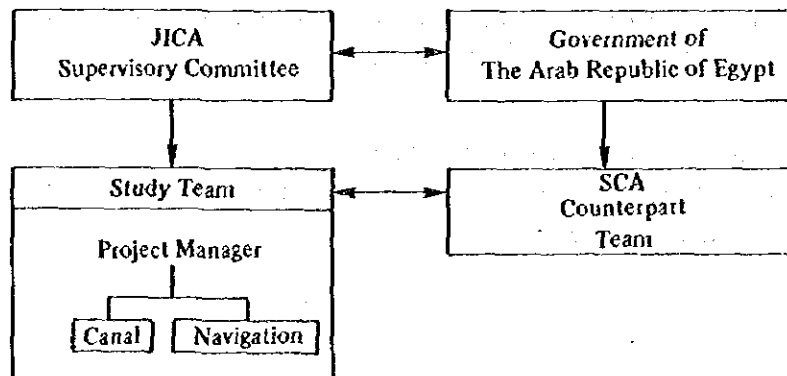 JICA
Supervisory Committee
Government of
The Arab Republic of Egypt
Study Team
SCA
Counterpart
Team
Project Manager
Canal
Navigation